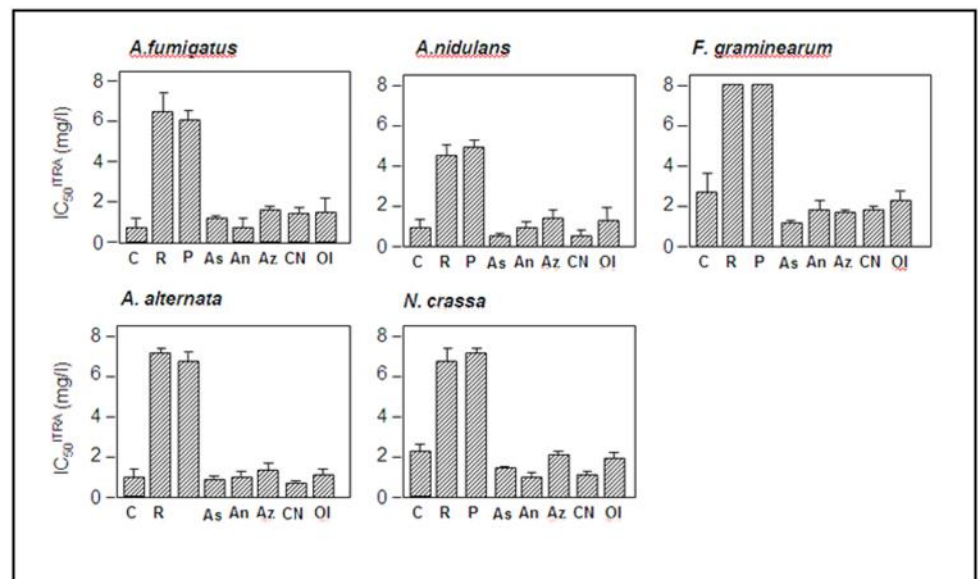 A.fumigatus
A.nidulans
F. graminearum
IC50ITRA (mg/l)
8
6
4
2
0
C R P As An Az CN Ol
8
6
4
2
0
C R P As An Az CN Ol
8
6
4
2
0
C R P As An Az CN Ol
A. alternata
N. crassa
IC50ITRA (mg/l)
8
6
4
2
0
C R As An Az CN Ol
8
6
4
2
0
C R P As An Az CN Ol